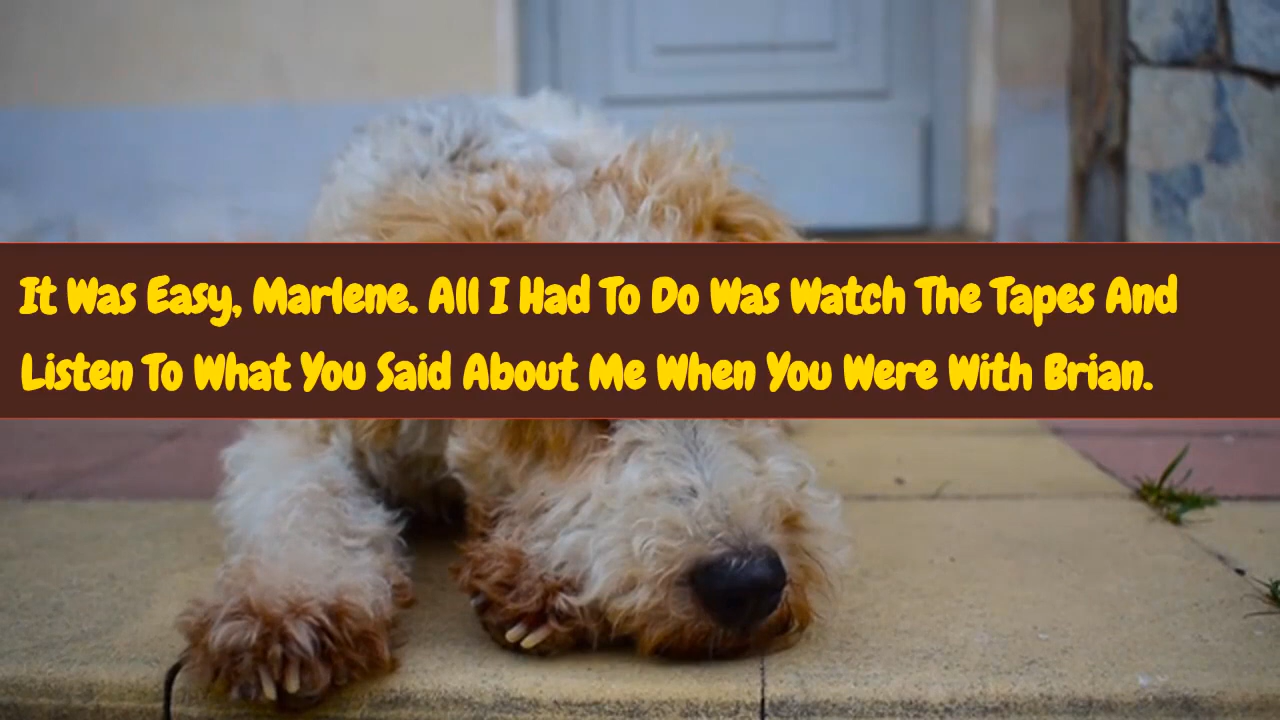 It Was Easy, Marlene. All I Had To Do Was Watch The Tapes And
Listen To What You Said About Me When You Were With Brian.